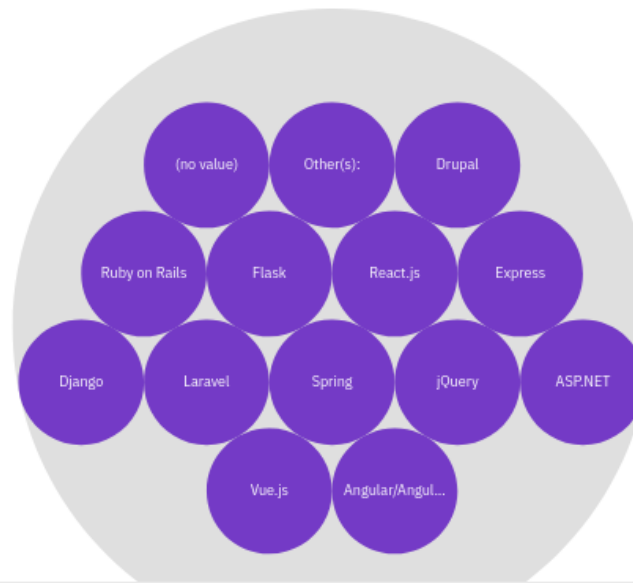 (no value)
Other(s):
Drupal
Ruby on Rails
Flask
React.js
Express
Django
Laravel
Spring
jQuery
ASP.NET
Vue.js
Angular/Angul...